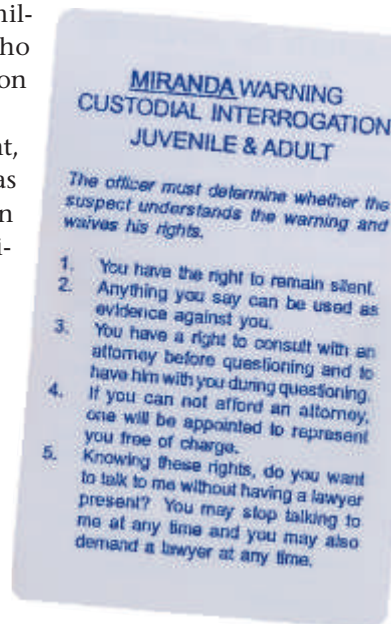 nil-
ho
on
nt,
as
n
i-
MIRANDA WARNING
CUSTODIAL INTERROGATION
JUVENILE & ADULT
The officer must determine whether the
suspect understands the warning and
waives his rights.
1. You have the right to remain silent.
2. Anything you say can be used as
evidence against you.
3. You have a right to consult with an
attorney before questioning and to
have him with you during questioning.
4. If you can not afford an attorney,
one will be appointed to represent
you free of charge.
5. Knowing these rights, do you want
to talk to me without having a lawyer
present? You may stop talking to
me at any time and you may also
demand a lawyer at any time.